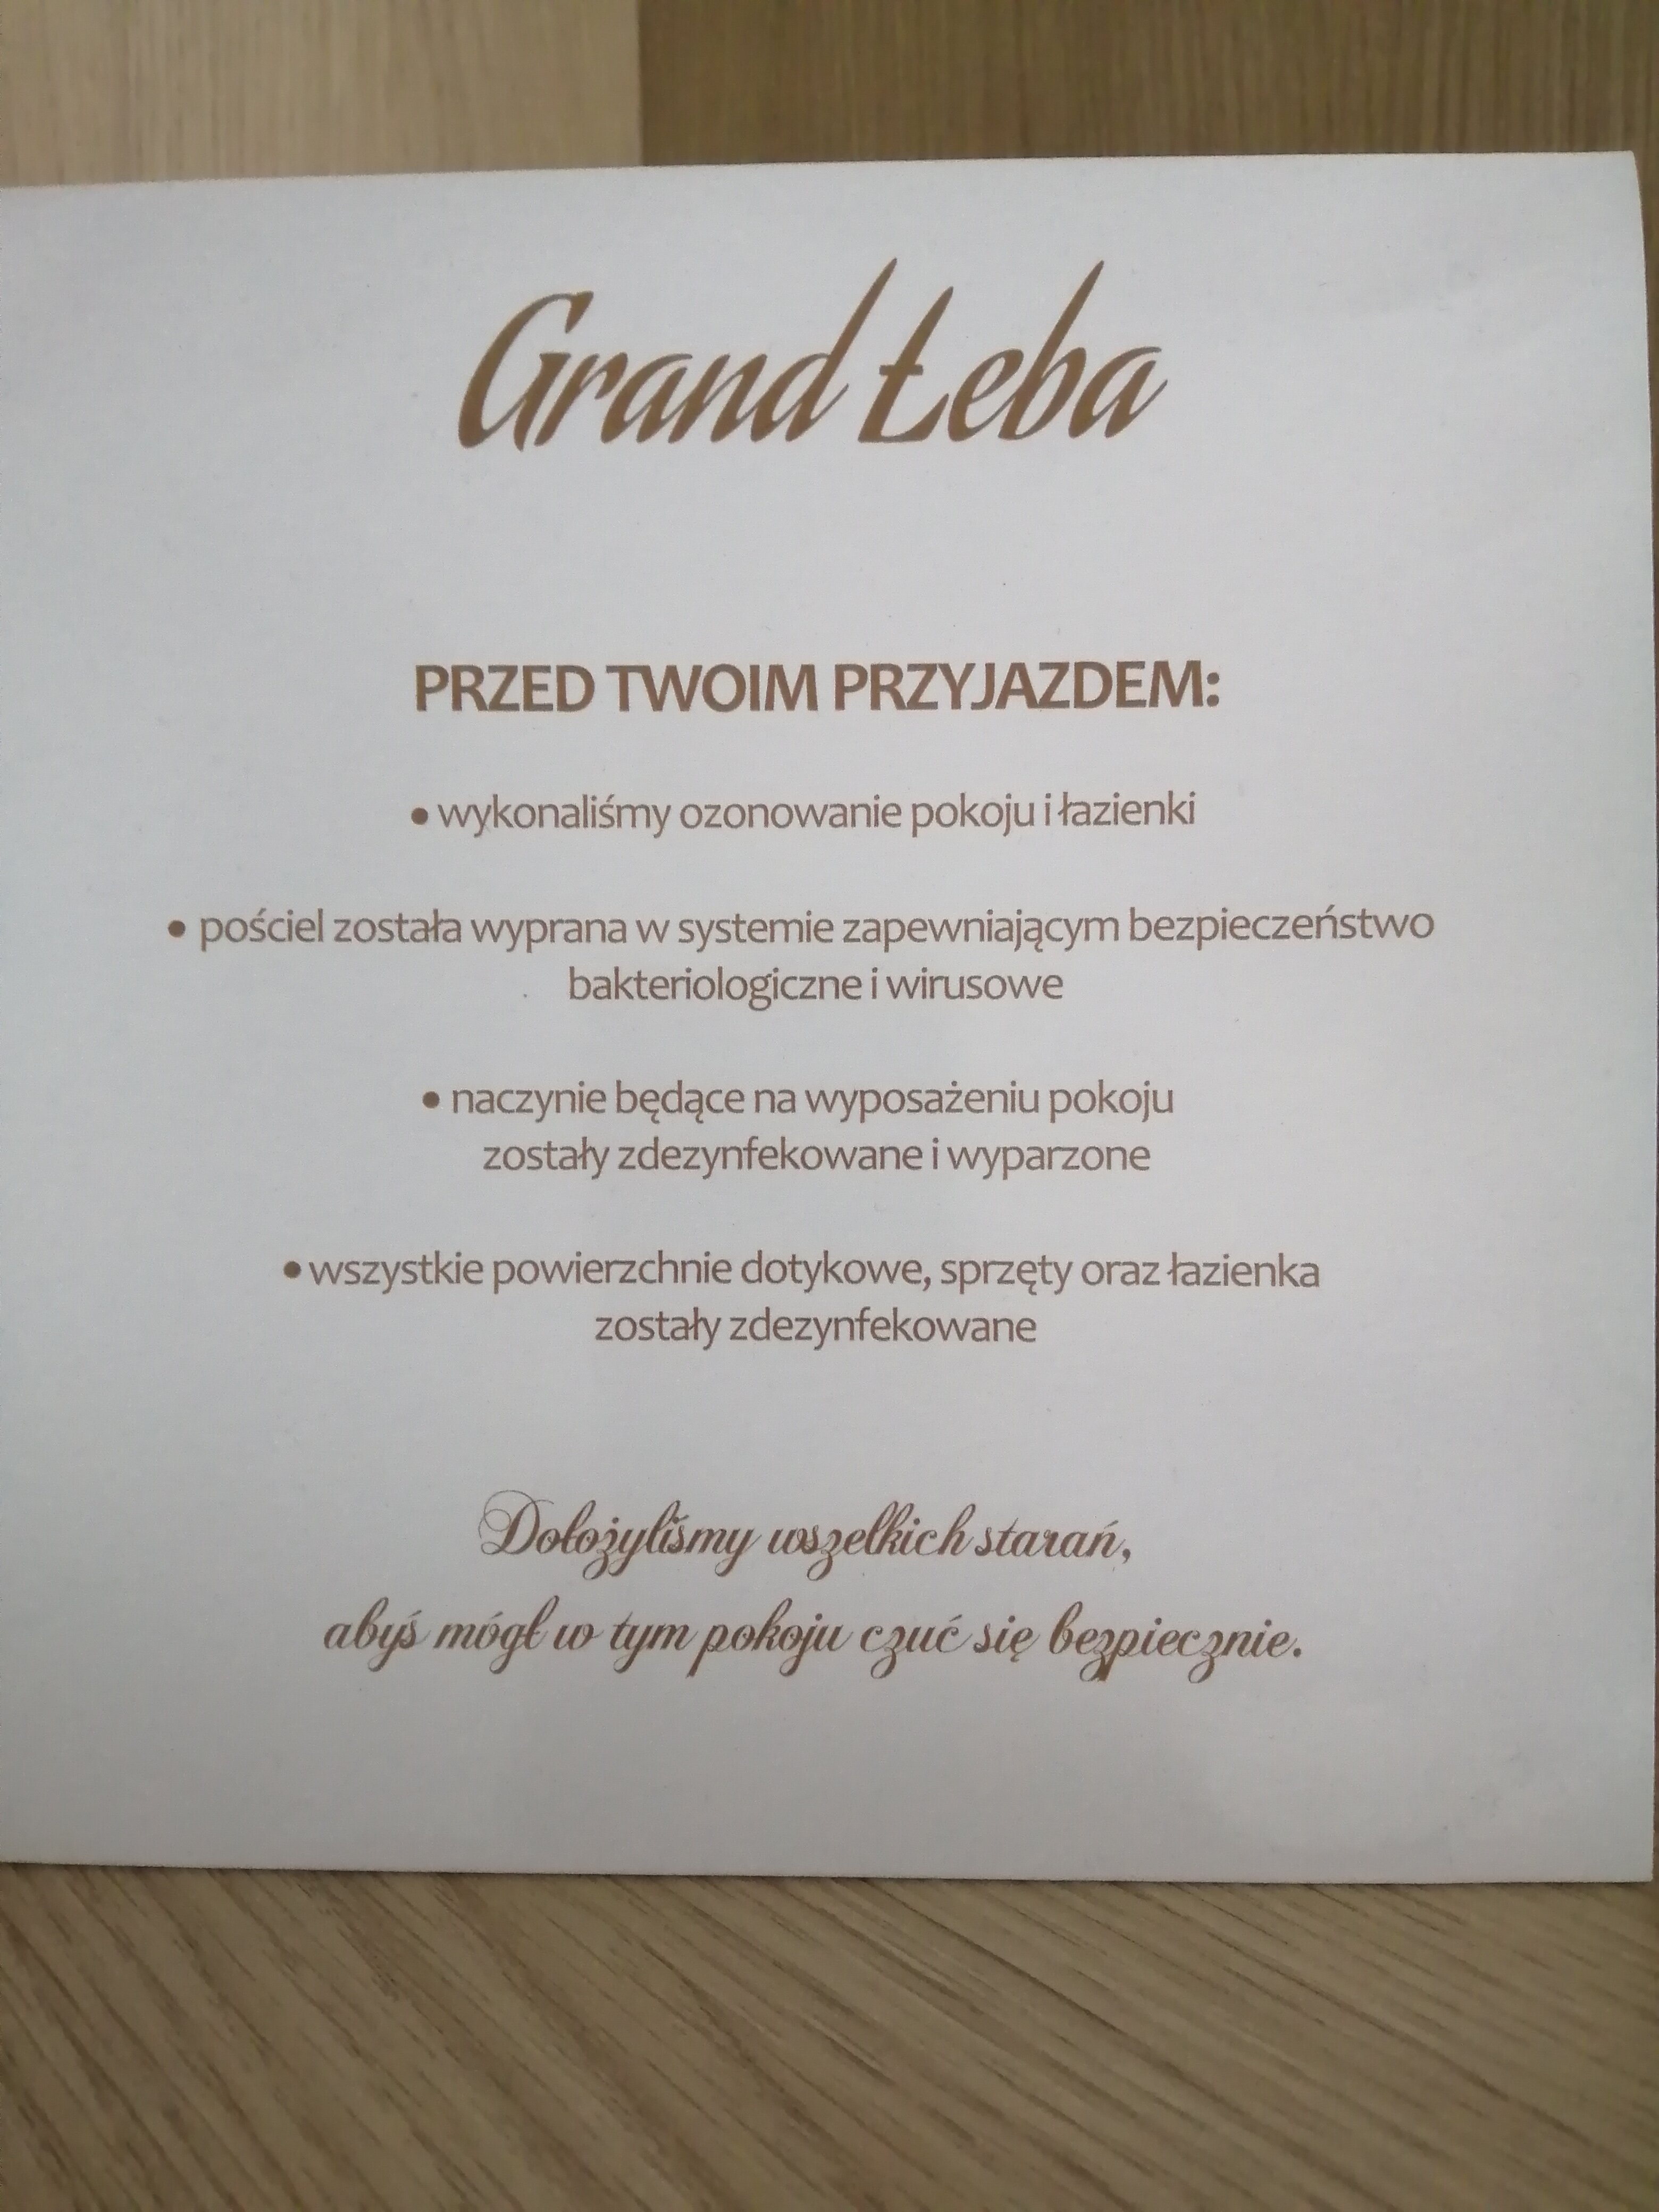 Grand Łeba
PRZED TWOIM PRZYJAZDEM:
• wykonaliśmy ozonowanie pokoju i łazienki
• pościel została wyprana w systemie zapewniającym bezpieczeństwo
bakteriologiczne i wirusowe
• naczynie będące na wyposażeniu pokoju
zostały zdezynfekowane i wyparzone
• wszystkie powierzchnie dotykowe, sprzęty oraz łazienka
zostały zdezynfekowane
Dołożyliśmy wszelkich starań,
abyś mógł w tym pokoju czuć się bezpiecznie.